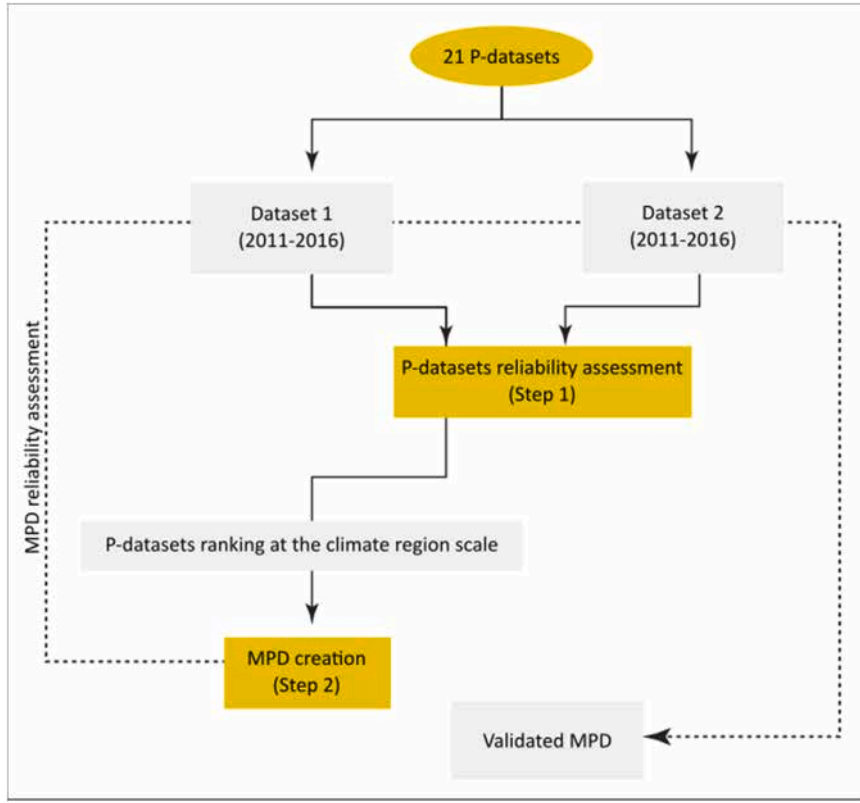 21 P-datasets
Dataset 1
(2011-2016)
Dataset 2
(2011-2016)
MPD reliability assessment
P-datasets reliability assessment
(Step 1)
P-datasets ranking at the climate region scale
MPD creation
(Step 2)
Validated MPD